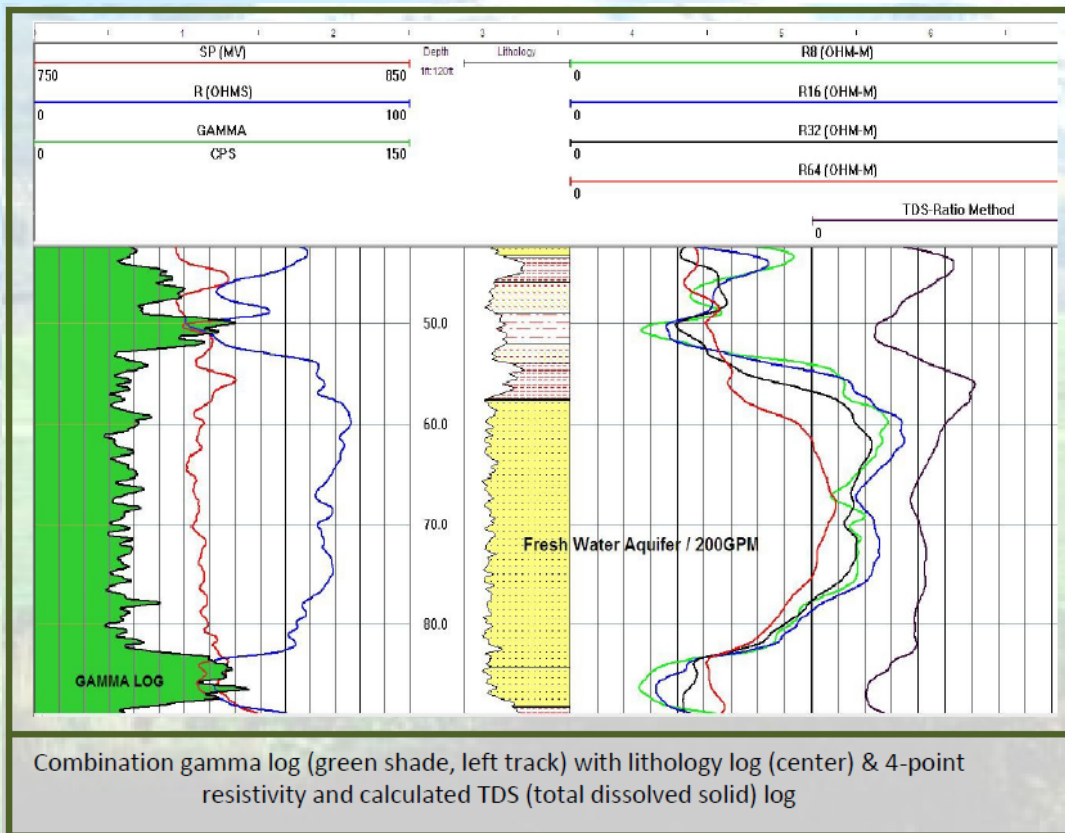 0 1 2 3 4 5 6
SP (MV)
750 850
R (OHMS)
0 100
GAMMA
0 CPS 150
Depth
1ft:120ft
Lithology
R8 (OHM-M)
0
R16 (OHM-M)
0
R32 (OHM-M)
0
R64 (OHM-M)
0
TDS-Ratio Method
0
50.0
60.0
70.0
Fresh Water Aquifer / 200GPM
80.0
GAMMA LOG
Combination gamma log (green shade, left track) with lithology log (center) & 4-point
resistivity and calculated TDS (total dissolved solid) log